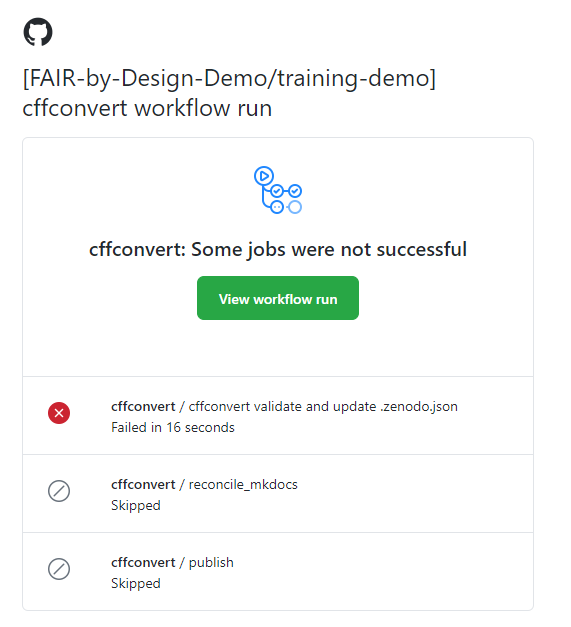 [FAIR-by-Design-Demo/training-demo]
cffconvert workflow run
cffconvert: Some jobs were not successful
View workflow run
cffconvert / cffconvert validate and update .zenodo.json
Failed in 16 seconds
cffconvert / reconcile_mkdocs
Skipped
cffconvert / publish
Skipped